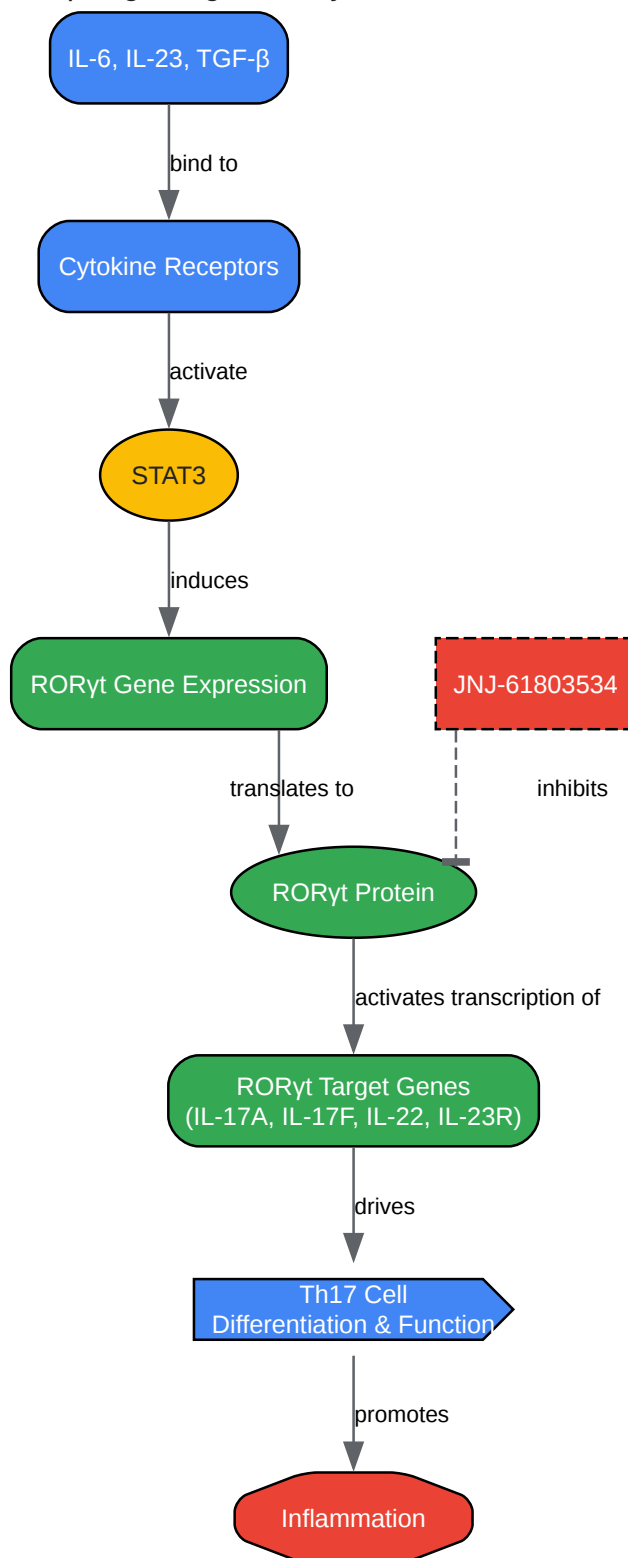 IL-6, IL-23, TGF-β
bind to
Cytokine Receptors
activate
STAT3
induces
RORγt Gene Expression
JNJ-61803534
translates to
inhibits
RORγt Protein
activates transcription of
RORγt Target Genes
(IL-17A, IL-17F, IL-22, IL-23R)
drives
Th17 Cell
Differentiation & Function
promotes
Inflammation